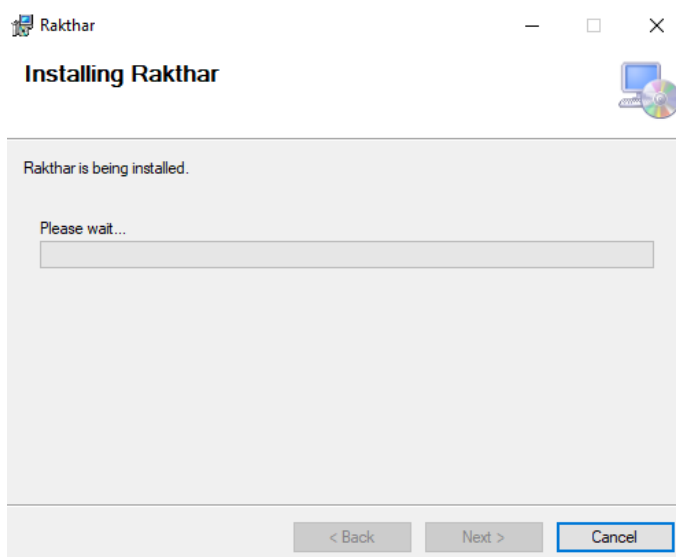 Rakthar
Installing Rakthar
Rakthar is being installed.
Please wait...
< Back Next > Cancel